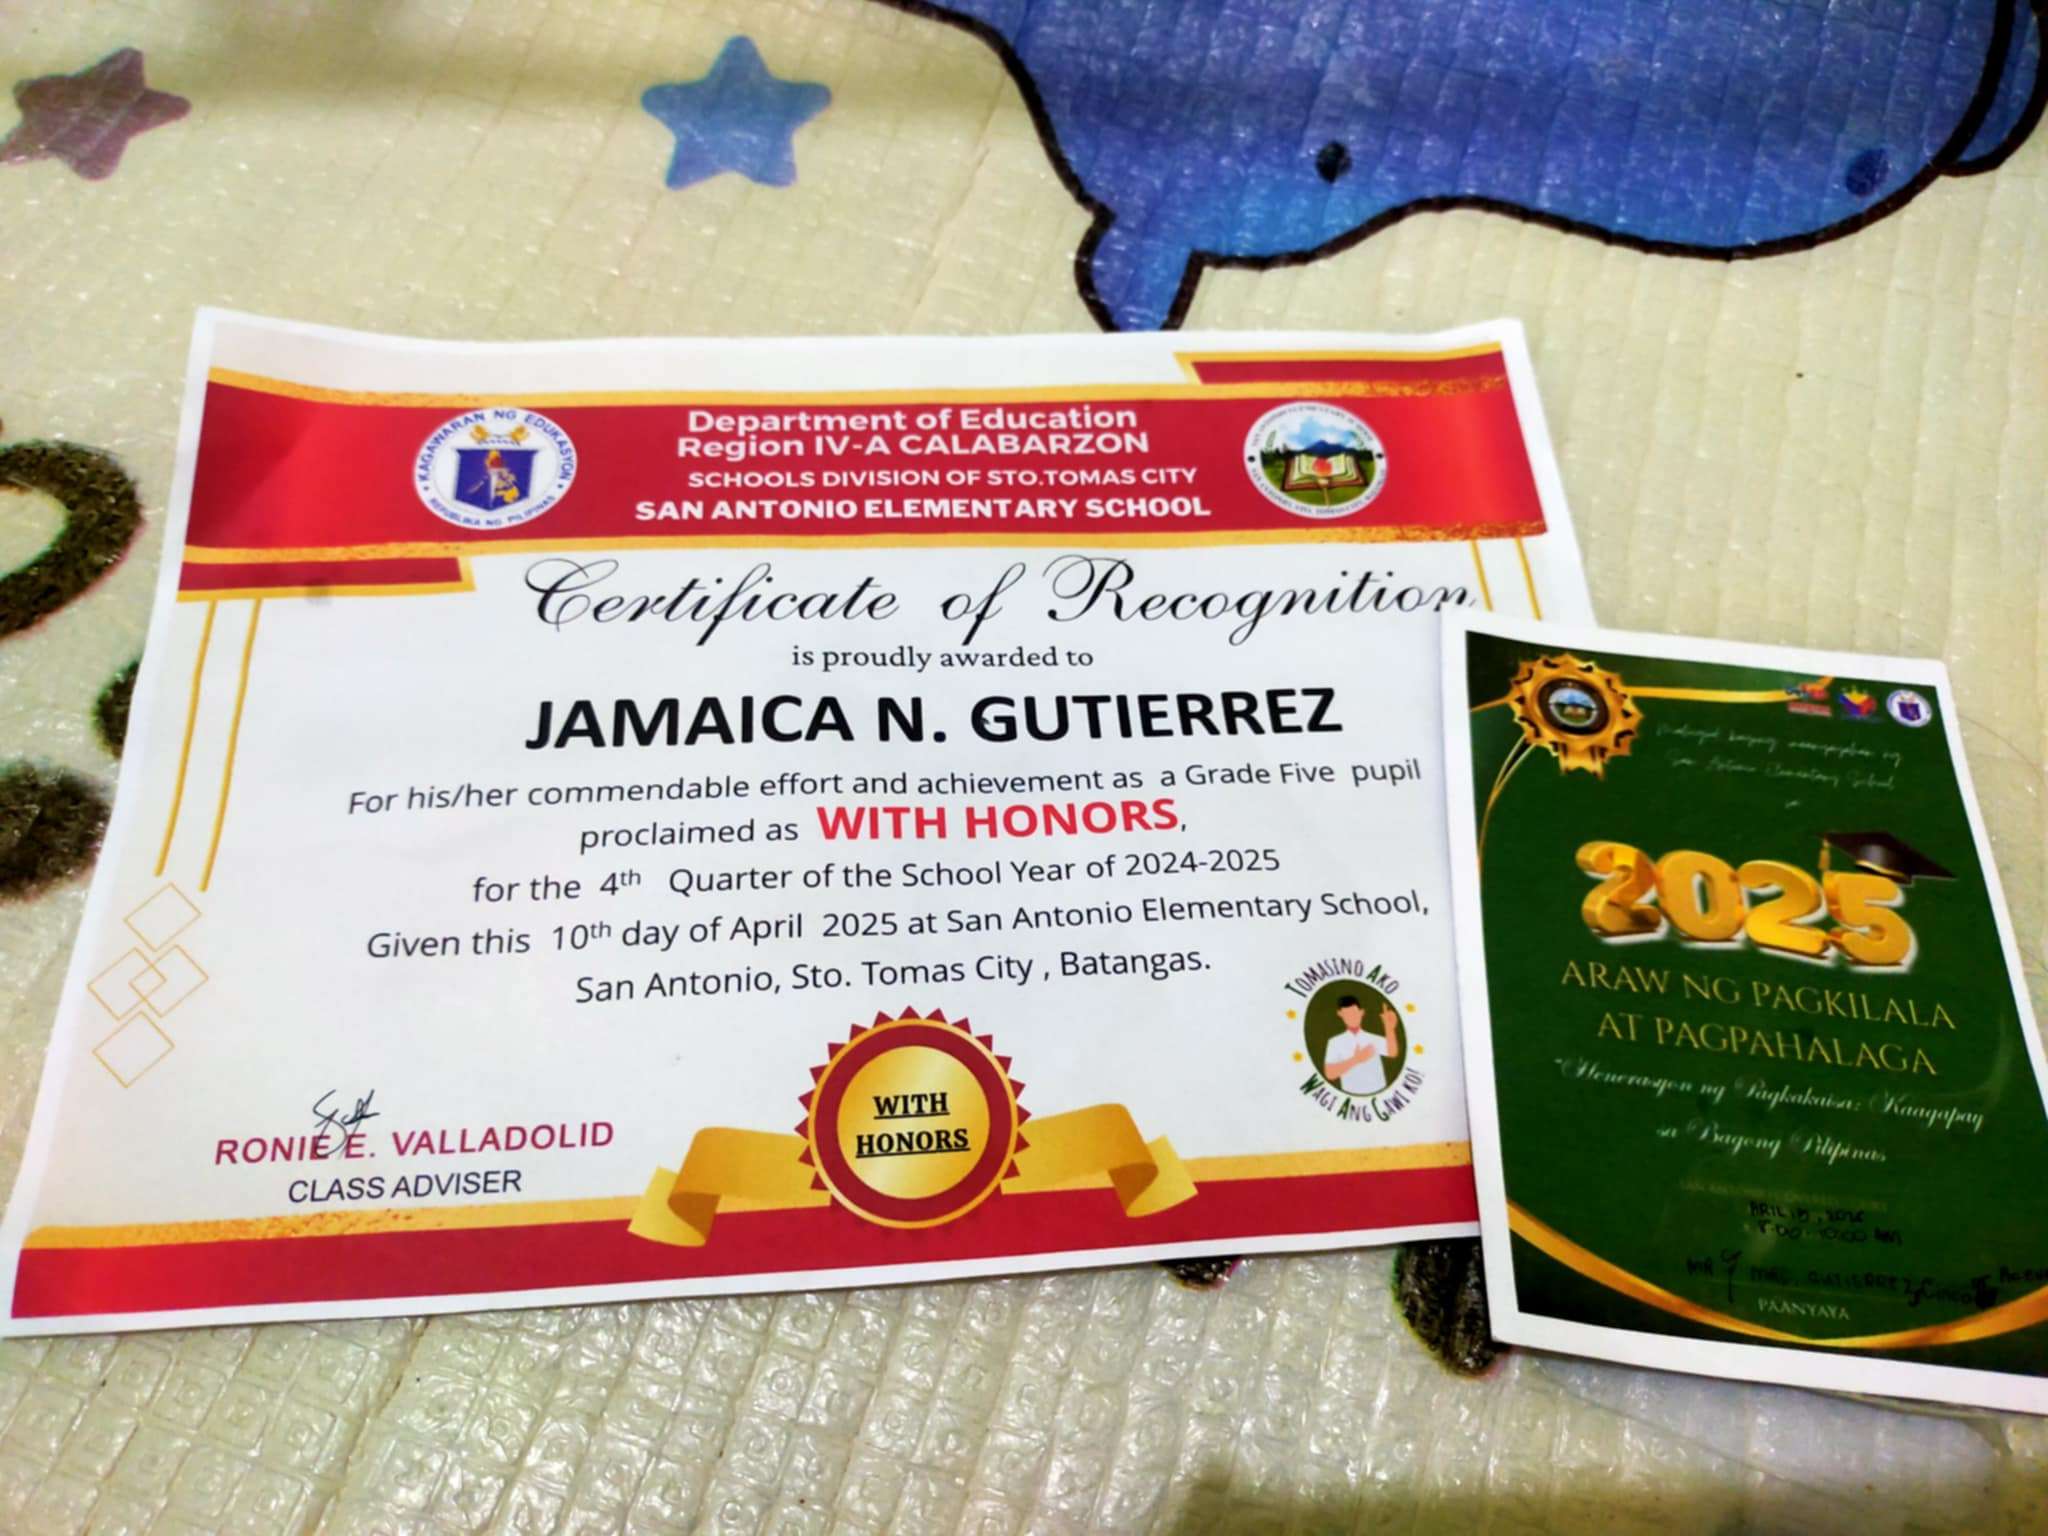 KAGAWARAN NG EDUKASYON
REPUBLIKA NG PILIPINAS
Department of Education
Region IV-A CALABARZON
SCHOOLS DIVISION OF STO.TOMAS CITY
SAN ANTONIO ELEMENTARY SCHOOL
Certificate of Recognition
is proudly awarded to
JAMAICA N. GUTIERREZ
For his/her commendable effort and achievement as a Grade Five pupil
proclaimed as WITH HONORS,
for the 4th Quarter of the School Year of 2024-2025
Given this 10th day of April 2025 at San Antonio Elementary School,
San Antonio, Sto. Tomas City , Batangas.
TOMASINO AKO
WAGI ANG GAWI KO!
WITH
HONORS
RONIE E. VALLADOLID
CLASS ADVISER
San Antonio Elementary School
2025
ARAW NG PAGKILALA
AT PAGPAHALAGA
"Henerasyon ng Pagkakaisa: Kaagapay
sa Bagong Pilipinas
GUTIERREZ
PAANYAYA